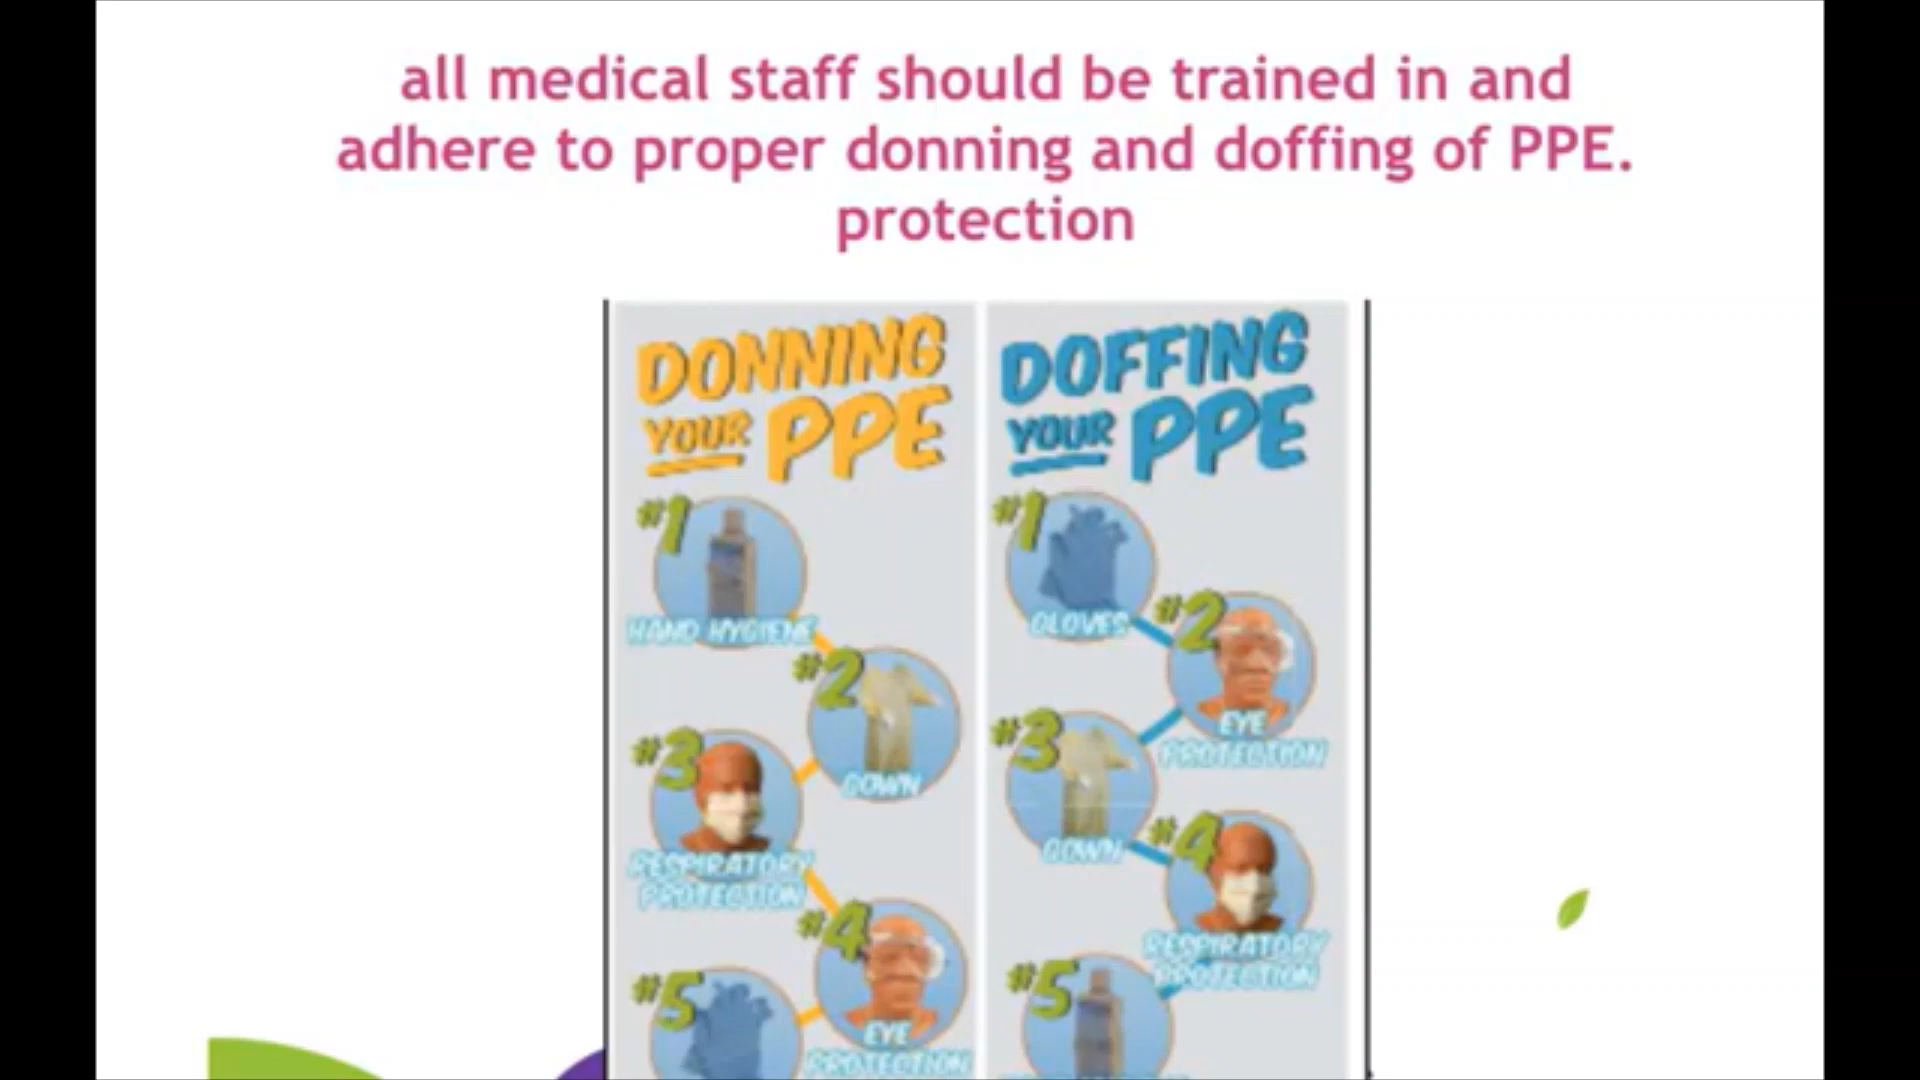 all medical staff should be trained in and
adhere to proper donning and doffing of PPE.
protection
DONNING
YOUR PPE
#1
HAND HYGIENE
#2
GOWN
#3
RESPIRATORY
PROTECTION
#4
EYE
PROTECTION
#5
DOFFING
YOUR PPE
#1
GLOVES
#2
EYE
PROTECTION
#3
GOWN
#4
RESPIRATORY
PROTECTION
#5